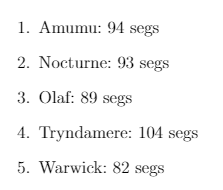 1. Amumu: 94 segs
2. Nocturne: 93 segs
3. Olaf: 89 segs
4. Tryndamere: 104 segs
5. Warwick: 82 segs